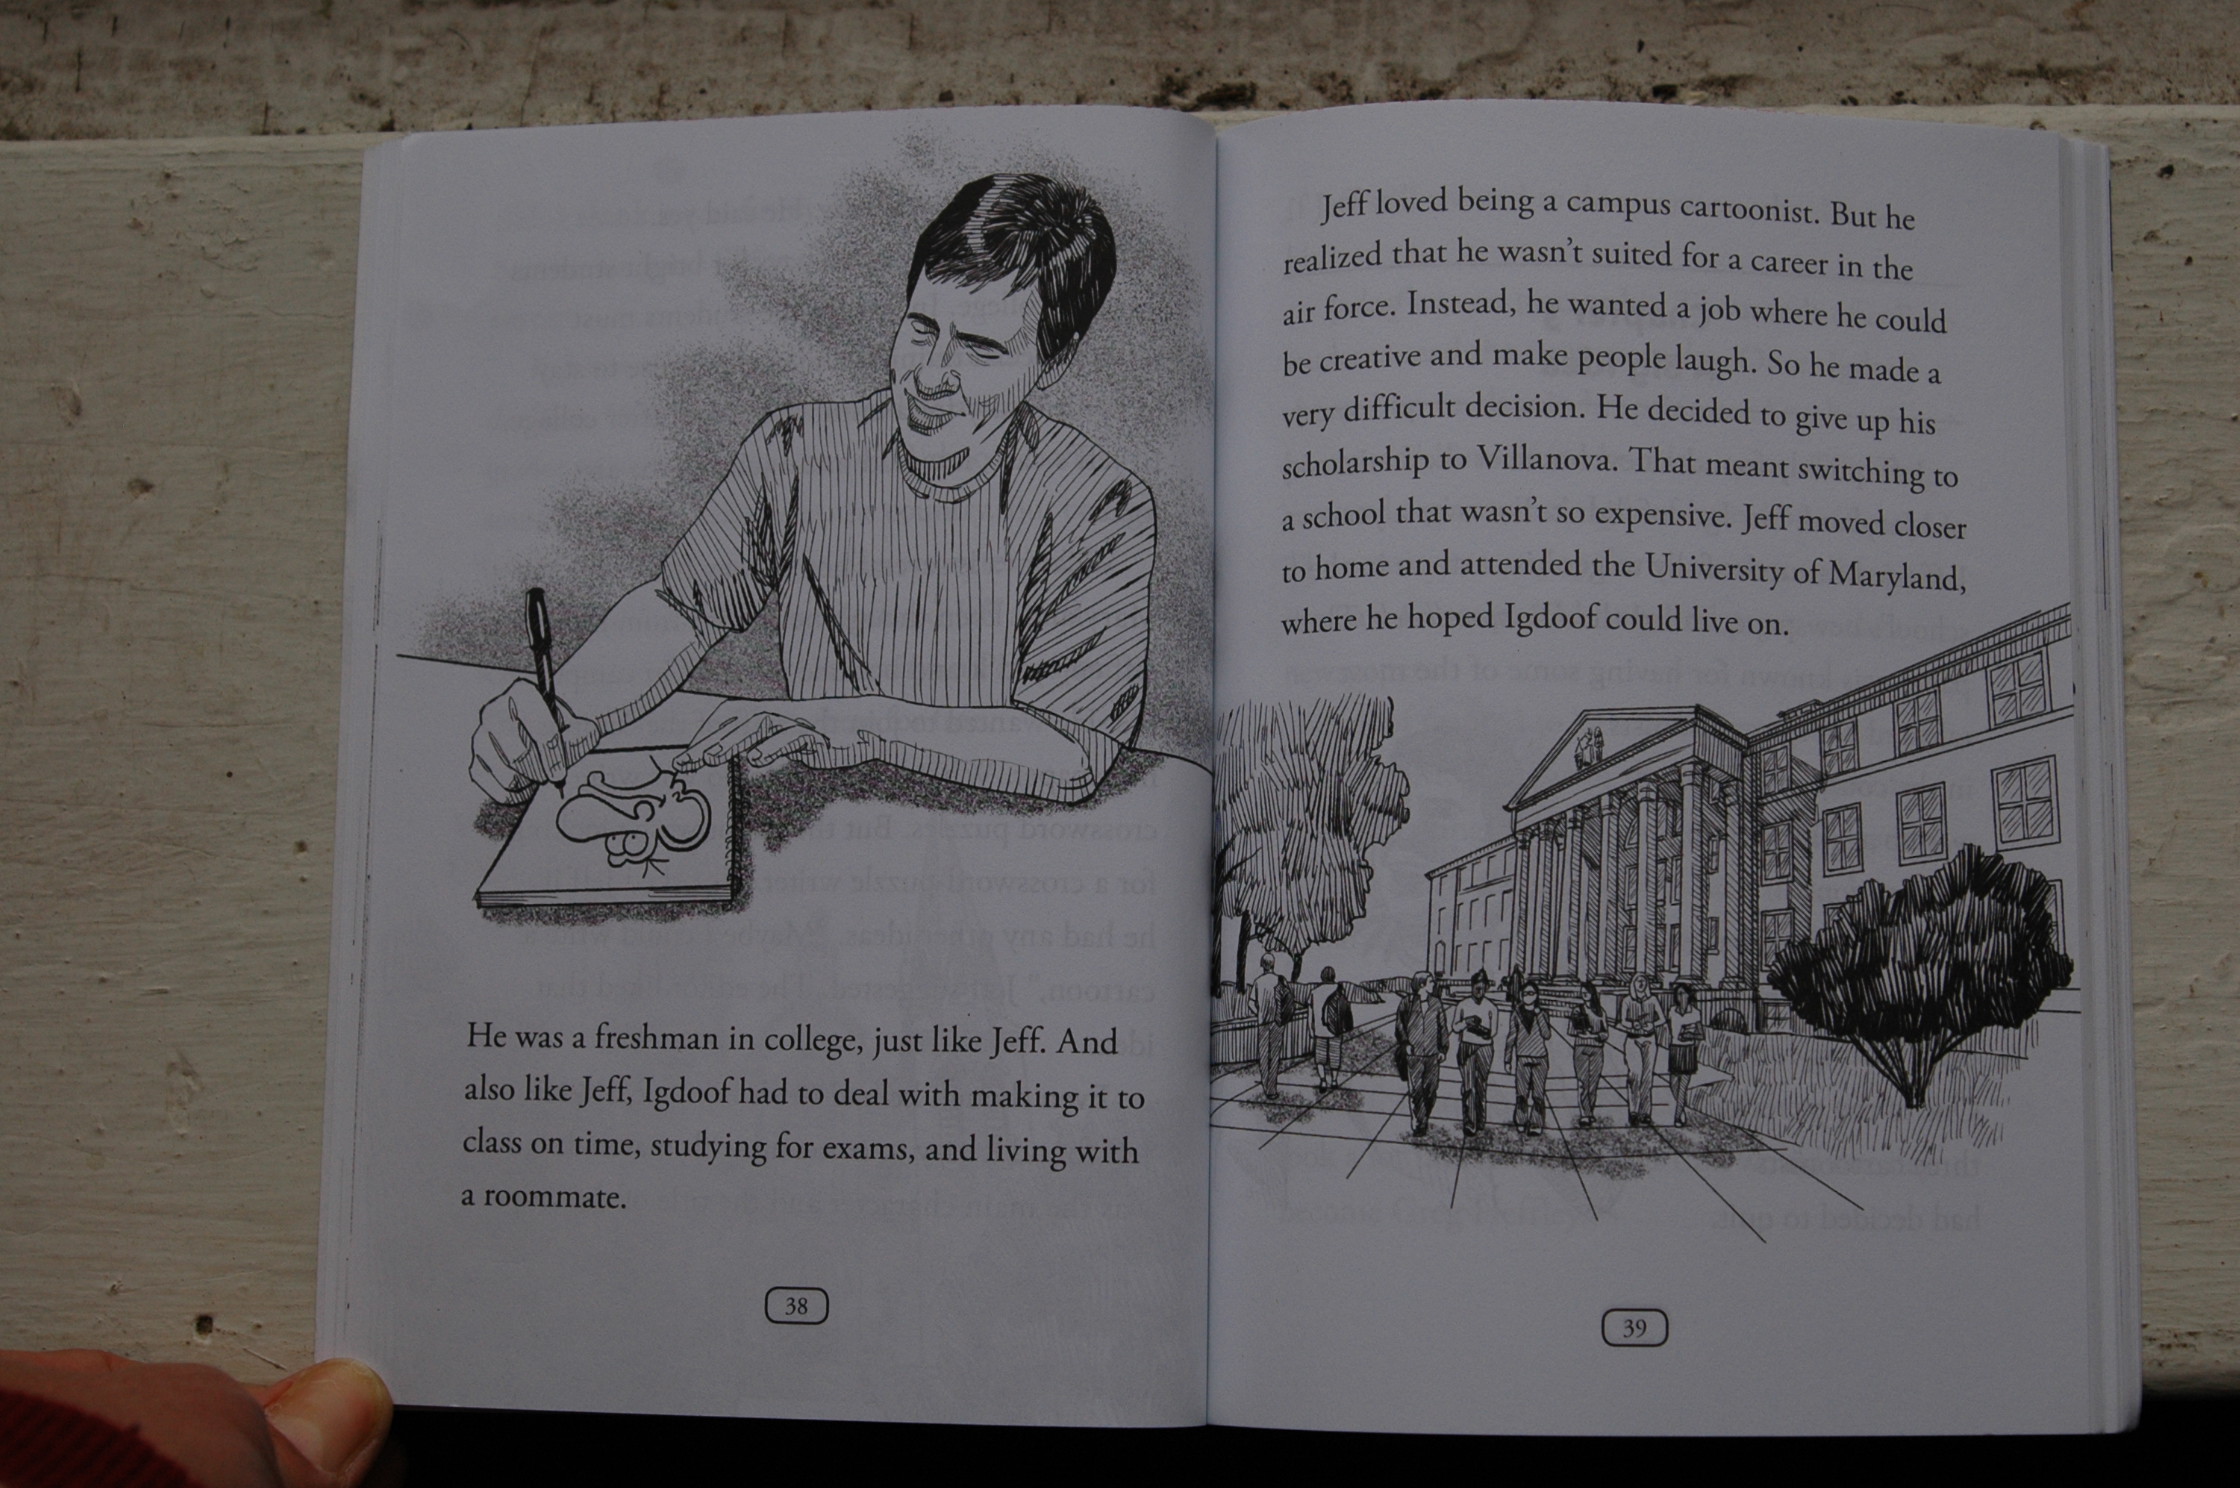 He was a freshman in college, just like Jeff. And
also like Jeff, Igdoof had to deal with making it to
class on time, studying for exams, and living with
a roommate.
38
Jeff loved being a campus cartoonist. But he
realized that he wasn't suited for a career in the
air force. Instead, he wanted a job where he could
be creative and make people laugh. So he made a
very difficult decision. He decided to give up his
scholarship to Villanova. That meant switching to
a school that wasn't so expensive. Jeff moved closer
to home and attended the University of Maryland,
where he hoped Igdoof could live on.
39